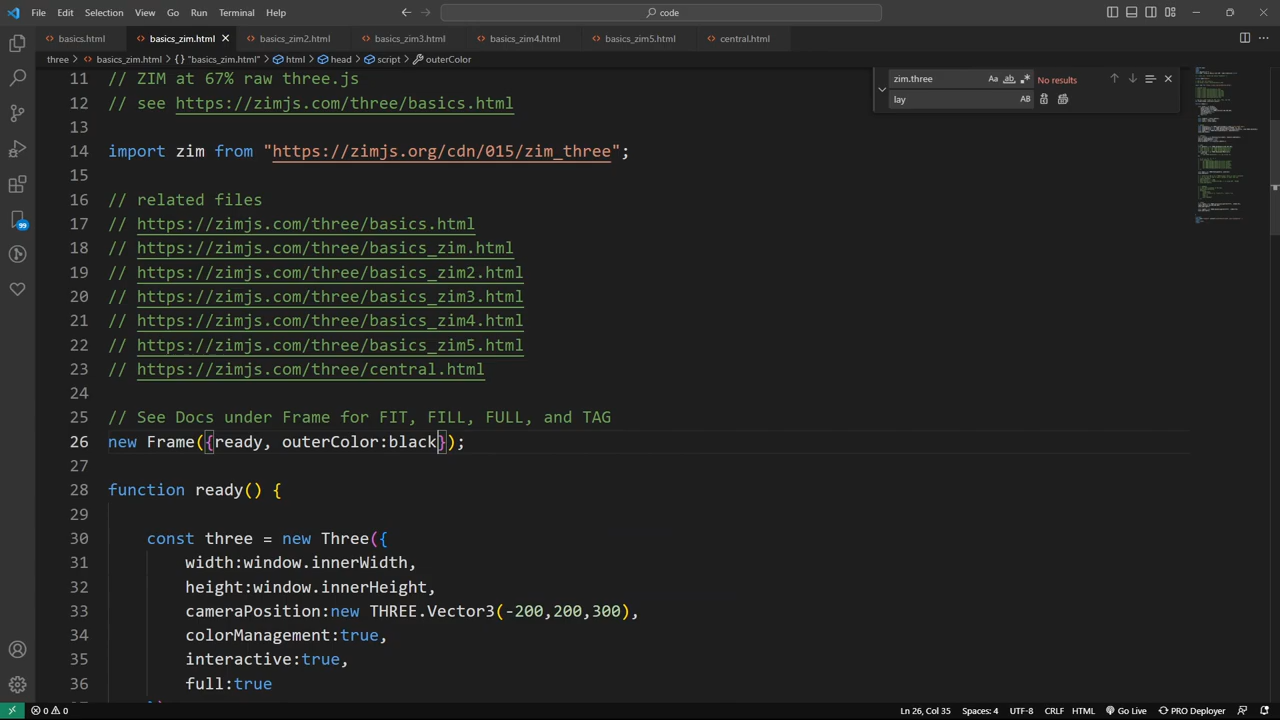 File Edit Selection View Go Run Terminal Help
code
basics.html
basics_zim.html
basics_zim2.html
basics_zim3.html
basics_zim4.html
basics_zim5.html
central.html
three > basics_zim.html > {} "basics_zim.html" > html > head > script > outerColor
zim.three
Aa
ab
No results
lay
AB
11 // ZIM at 67% raw three.js
12 // see https://zimjs.com/three/basics.html
13
14 import zim from "https://zimjs.org/cdn/015/zim_three";
15
16 // related files
17 // https://zimjs.com/three/basics.html
18 // https://zimjs.com/three/basics_zim.html
19 // https://zimjs.com/three/basics_zim2.html
20 // https://zimjs.com/three/basics_zim3.html
21 // https://zimjs.com/three/basics_zim4.html
22 // https://zimjs.com/three/basics_zim5.html
23 // https://zimjs.com/three/central.html
24
25 // See Docs under Frame for FIT, FILL, FULL, and TAG
26 new Frame({ready, outerColor:black});
27
28 function ready() {
29
30 const three = new Three({
31 width:window.innerWidth,
32 height:window.innerHeight,
33 cameraPosition:new THREE.Vector3(-200,200,300),
34 colorManagement:true,
35 interactive:true,
36 full:true
99
0 0
Ln 26, Col 35 Spaces: 4 UTF-8 CRLF HTML Go Live PRO Deployer